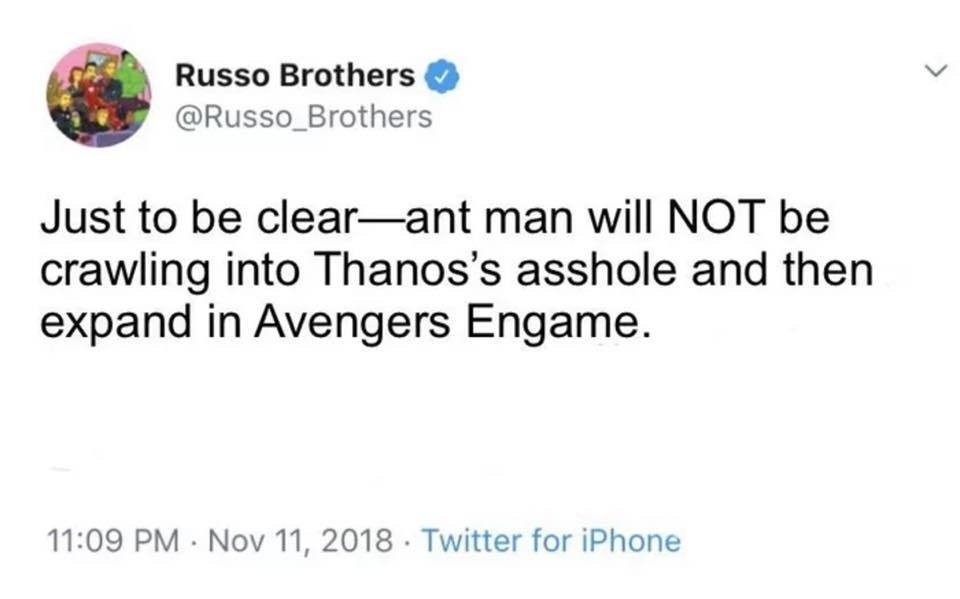 Russo Brothers
@Russo_Brothers
Just to be clear—ant man will NOT be
crawling into Thanos's asshole and then
expand in Avengers Engame.
11:09 PM · Nov 11, 2018 · Twitter for iPhone